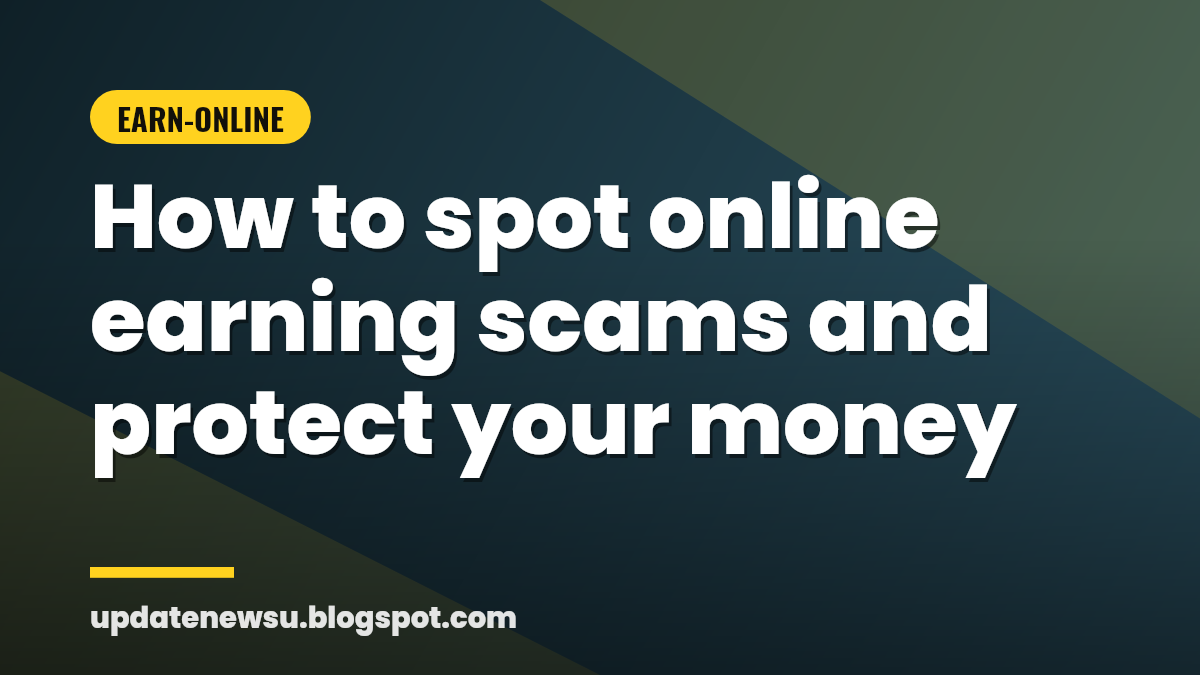 EARN-ONLINE
How to spot online
earning scams and
protect your money
updatenewsu.blogspot.com